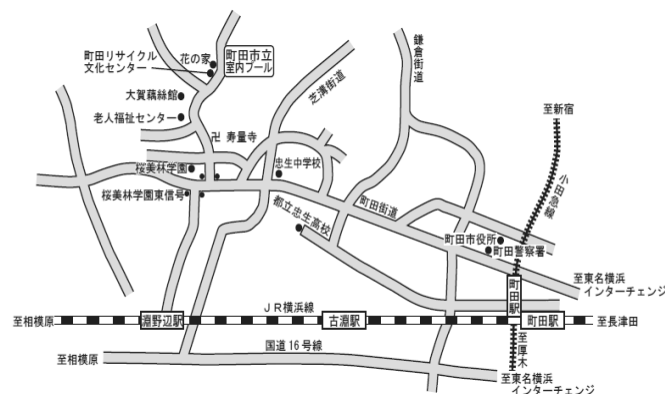 町田リサイクル
文化センター
花の家
町田市立
室内プール
大賀藕絲館
老人福祉センター
卍 寿量寺
芝溝街道
鎌倉街道
至新宿
小田急線
桜美林学園
忠生中学校
桜美林学園東信号
都立忠生高校
町田街道
町田市役所
町田警察署
至東名横浜
インターチェンジ
町田駅
JR横浜線
至相模原
淵野辺駅
古淵駅
町田駅
至長津田
国道16号線
至相模原
至厚木
至東名横浜
インターチェンジ